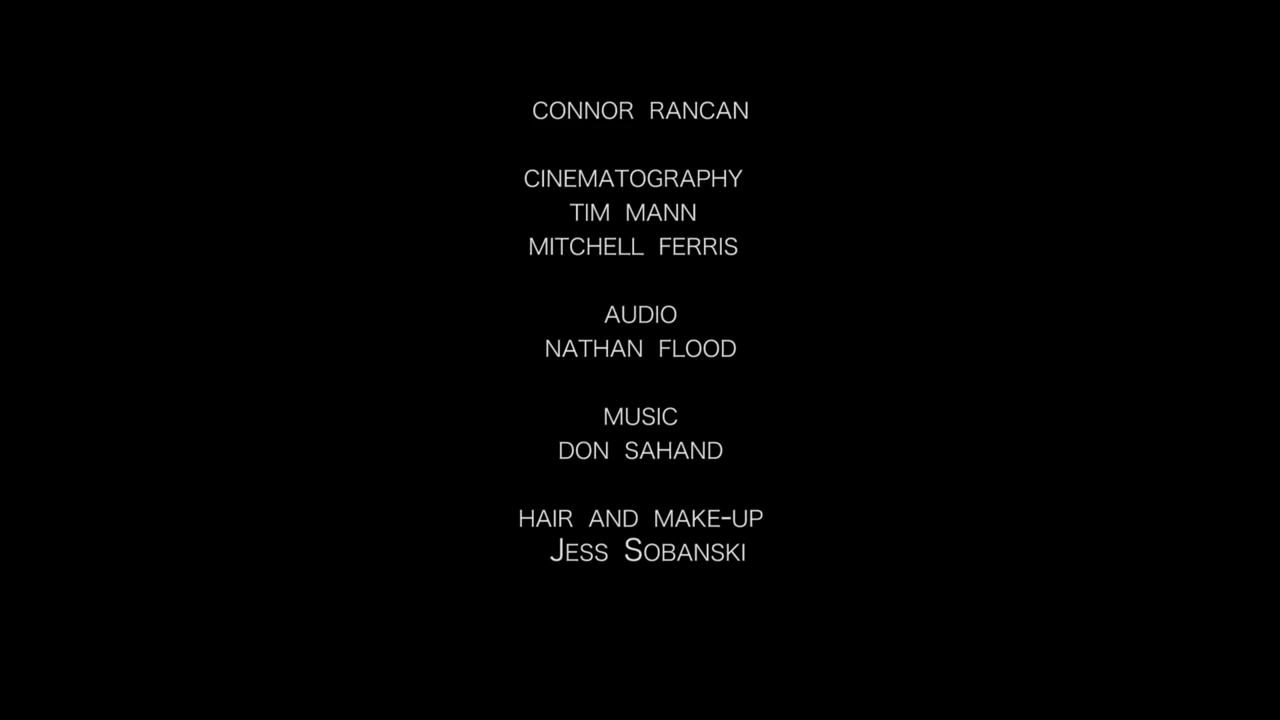 CONNOR RANCAN
CINEMATOGRAPHY
TIM MANN
MITCHELL FERRIS
AUDIO
NATHAN FLOOD
MUSIC
DON SAHAND
HAIR AND MAKE-UP
JESS SOBANSKI